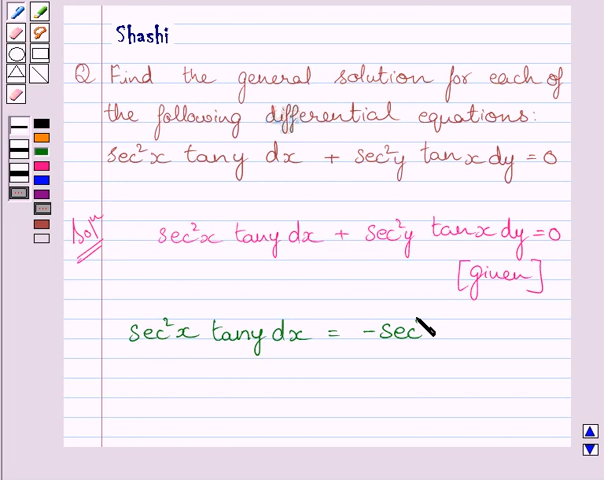 Shashi
Q Find the general solution for each of
the following differential equations:
sec²x tany dx + sec²y tanx dy = 0
Solⁿ sec²x tany dx + sec²y tanx dy = 0
[given]
sec²x tany dx = -sec